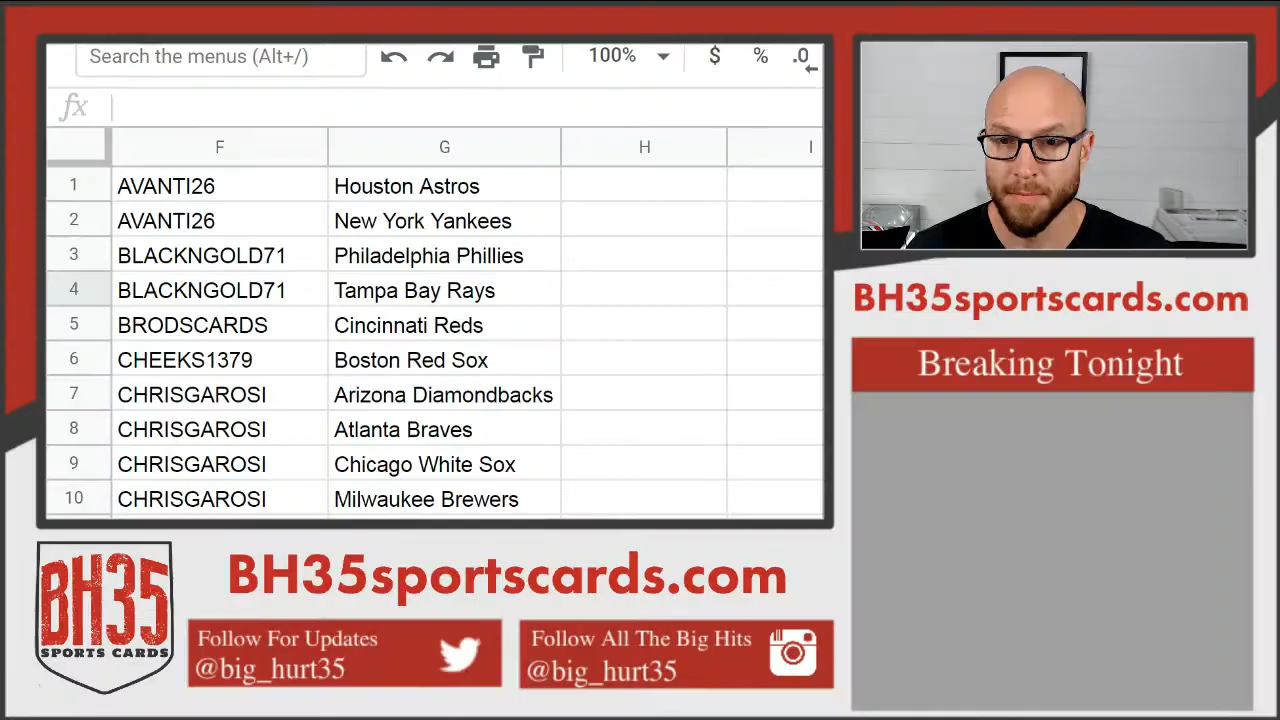 Search the menus (Alt+/)
100%
$
%
.0
fx
F
G
H
I
1 AVANTI26 Houston Astros
2 AVANTI26 New York Yankees
3 BLACKNGOLD71 Philadelphia Phillies
4 BLACKNGOLD71 Tampa Bay Rays
5 BRODSCARDS Cincinnati Reds
6 CHEEKS1379 Boston Red Sox
7 CHRISGAROSI Arizona Diamondbacks
8 CHRISGAROSI Atlanta Braves
9 CHRISGAROSI Chicago White Sox
10 CHRISGAROSI Milwaukee Brewers
BH35sportscards.com
Breaking Tonight
BH35
SPORTS CARDS
BH35sportscards.com
Follow For Updates
@big_hurt35
Follow All The Big Hits
@big_hurt35